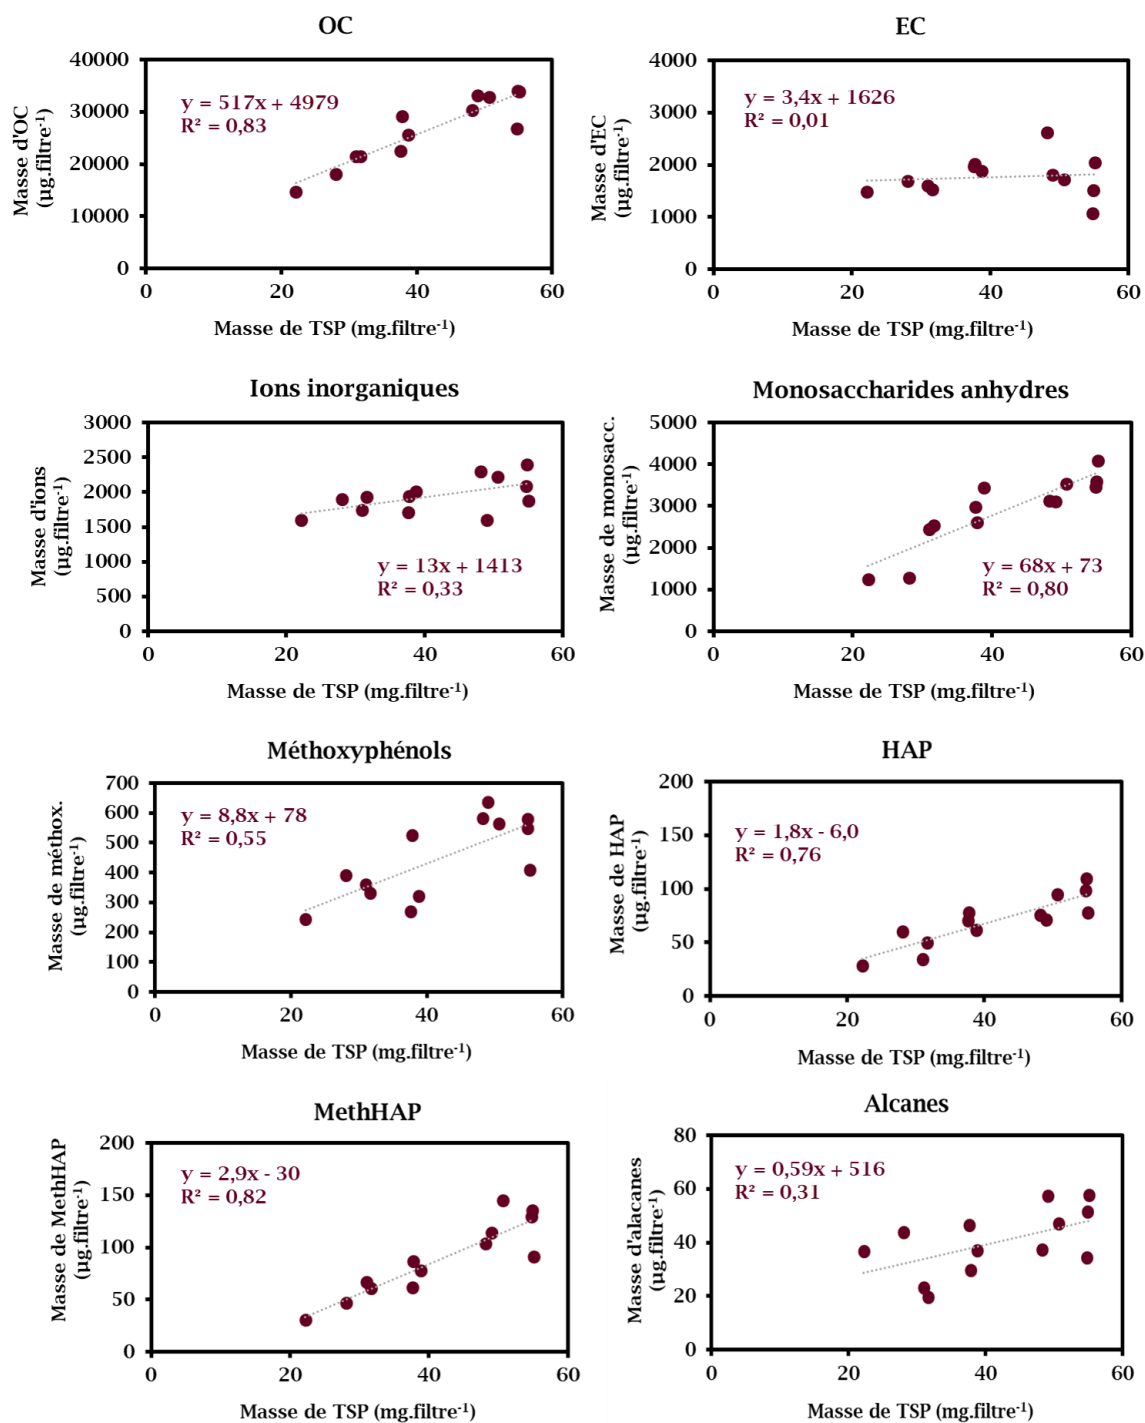 OC
40000
30000
20000
10000
0
0
20
40
60
y = 517x + 4979
R² = 0,83
Masse d'OC
(µg.filtre⁻¹)
Masse de TSP (mg.filtre⁻¹)
EC
4000
3000
2000
1000
0
0
20
40
60
y = 3,4x + 1626
R² = 0,01
Masse d'EC
(µg.filtre⁻¹)
Masse de TSP (mg.filtre⁻¹)
Ions inorganiques
3000
2500
2000
1500
1000
500
0
0
20
40
60
y = 13x + 1413
R² = 0,33
Masse d'ions
(µg.filtre⁻¹)
Masse de TSP (mg.filtre⁻¹)
Monosaccharides anhydres
5000
4000
3000
2000
1000
0
0
20
40
60
y = 68x + 73
R² = 0,80
Masse de monosacc.
(µg.filtre⁻¹)
Masse de TSP (mg.filtre⁻¹)
Méthoxyphénols
700
600
500
400
300
200
100
0
0
20
40
60
y = 8,8x + 78
R² = 0,55
Masse de méthox.
(µg.filtre⁻¹)
Masse de TSP (mg.filtre⁻¹)
HAP
200
150
100
50
0
0
20
40
60
y = 1,8x - 6,0
R² = 0,76
Masse de HAP
(µg.filtre⁻¹)
Masse de TSP (mg.filtre⁻¹)
MethHAP
200
150
100
50
0
0
20
40
60
y = 2,9x - 30
R² = 0,82
Masse de MethHAP
(µg.filtre⁻¹)
Masse de TSP (mg.filtre⁻¹)
Alcanes
80
60
40
20
0
0
20
40
60
y = 0,59x + 516
R² = 0,31
Masse d'alacanes
(µg.filtre⁻¹)
Masse de TSP (mg.filtre⁻¹)